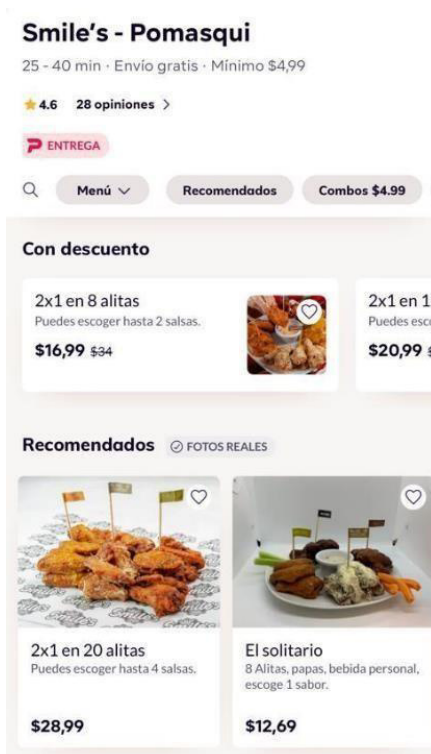 Smile's - Pomasqui
25 - 40 min · Envío gratis · Mínimo $4,99
4.6 28 opiniones >
ENTREGA
Menú Recomendados Combos $4.99
Con descuento
2x1 en 8 alitas
Puedes escoger hasta 2 salsas.
$16,99 $34
2x1 en 1
Puedes esc
$20,99
Recomendados FOTOS REALES
2x1 en 20 alitas
Puedes escoger hasta 4 salsas.
$28,99
El solitario
8 Alitas, papas, bebida personal,
escoge 1 sabor.
$12,69